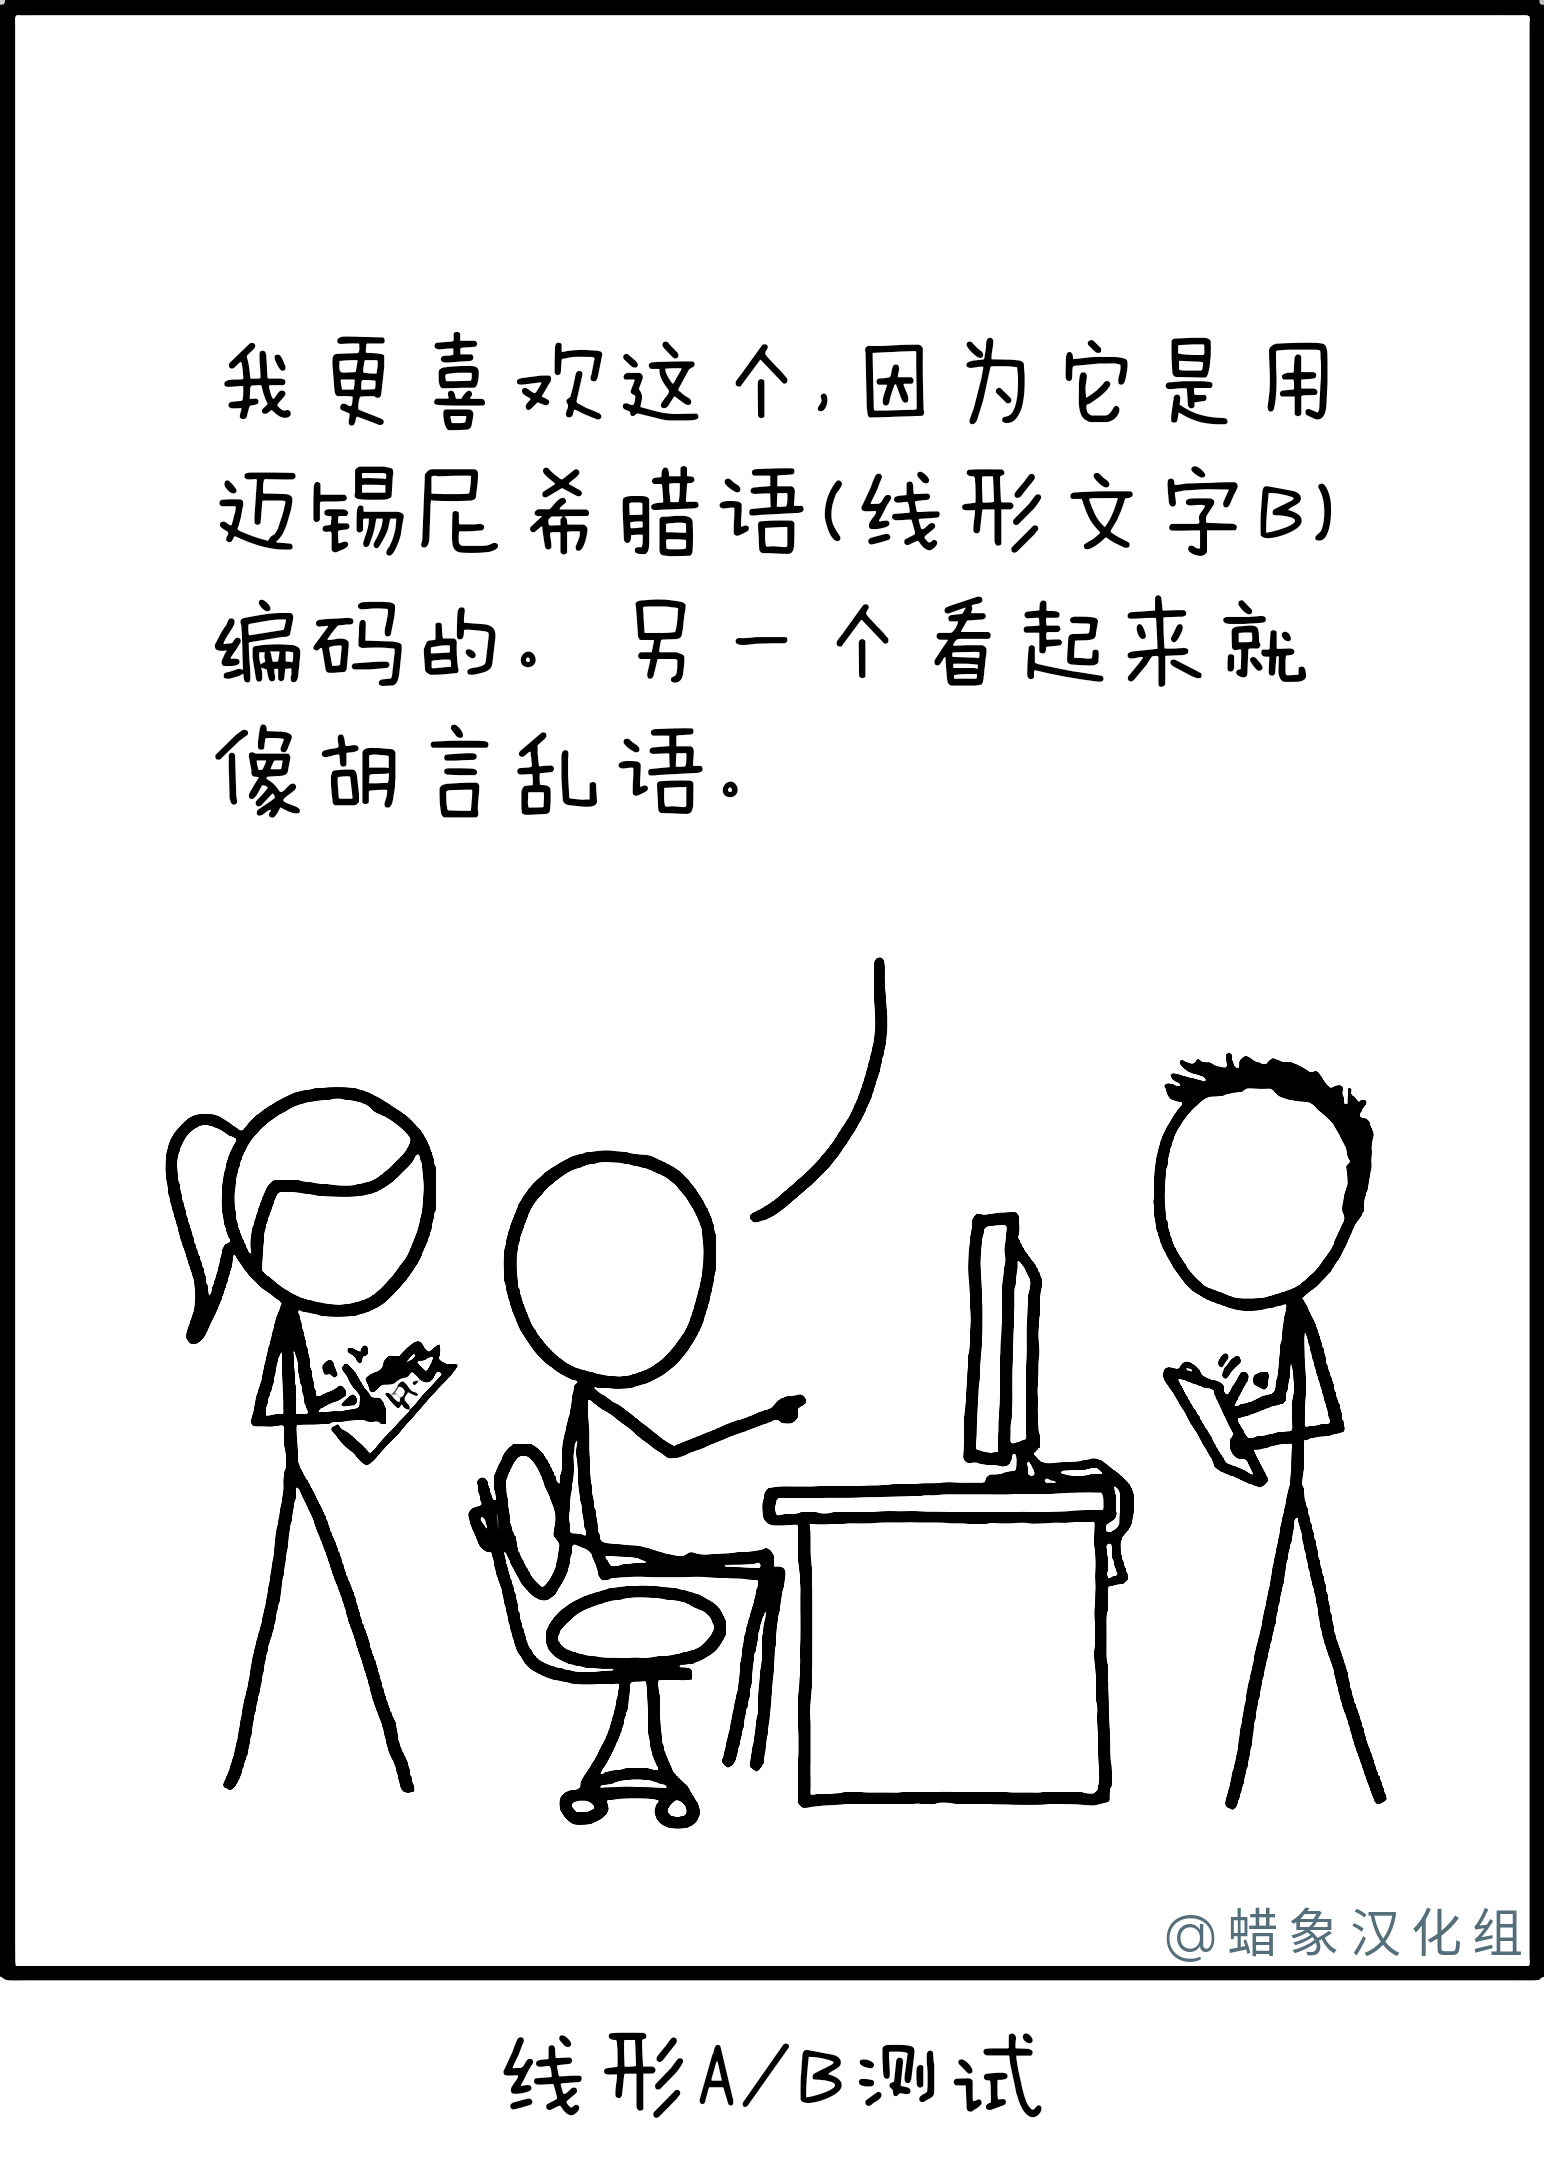 我更喜欢这个,因为它是用
迈锡尼希腊语(线形文字B)
编码的。另一个看起来就
像胡言乱语。
@蜡象汉化组
线形A/B测试